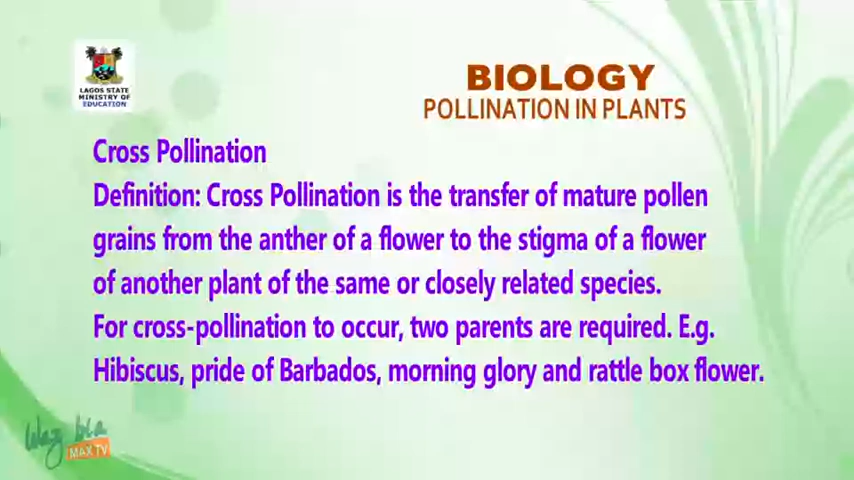 LAGOS STATE
MINISTRY OF
EDUCATION
BIOLOGY
POLLINATION IN PLANTS
Cross Pollination
Definition: Cross Pollination is the transfer of mature pollen
grains from the anther of a flower to the stigma of a flower
of another plant of the same or closely related species.
For cross-pollination to occur, two parents are required. E.g.
Hibiscus, pride of Barbados, morning glory and rattle box flower.
MAX TV